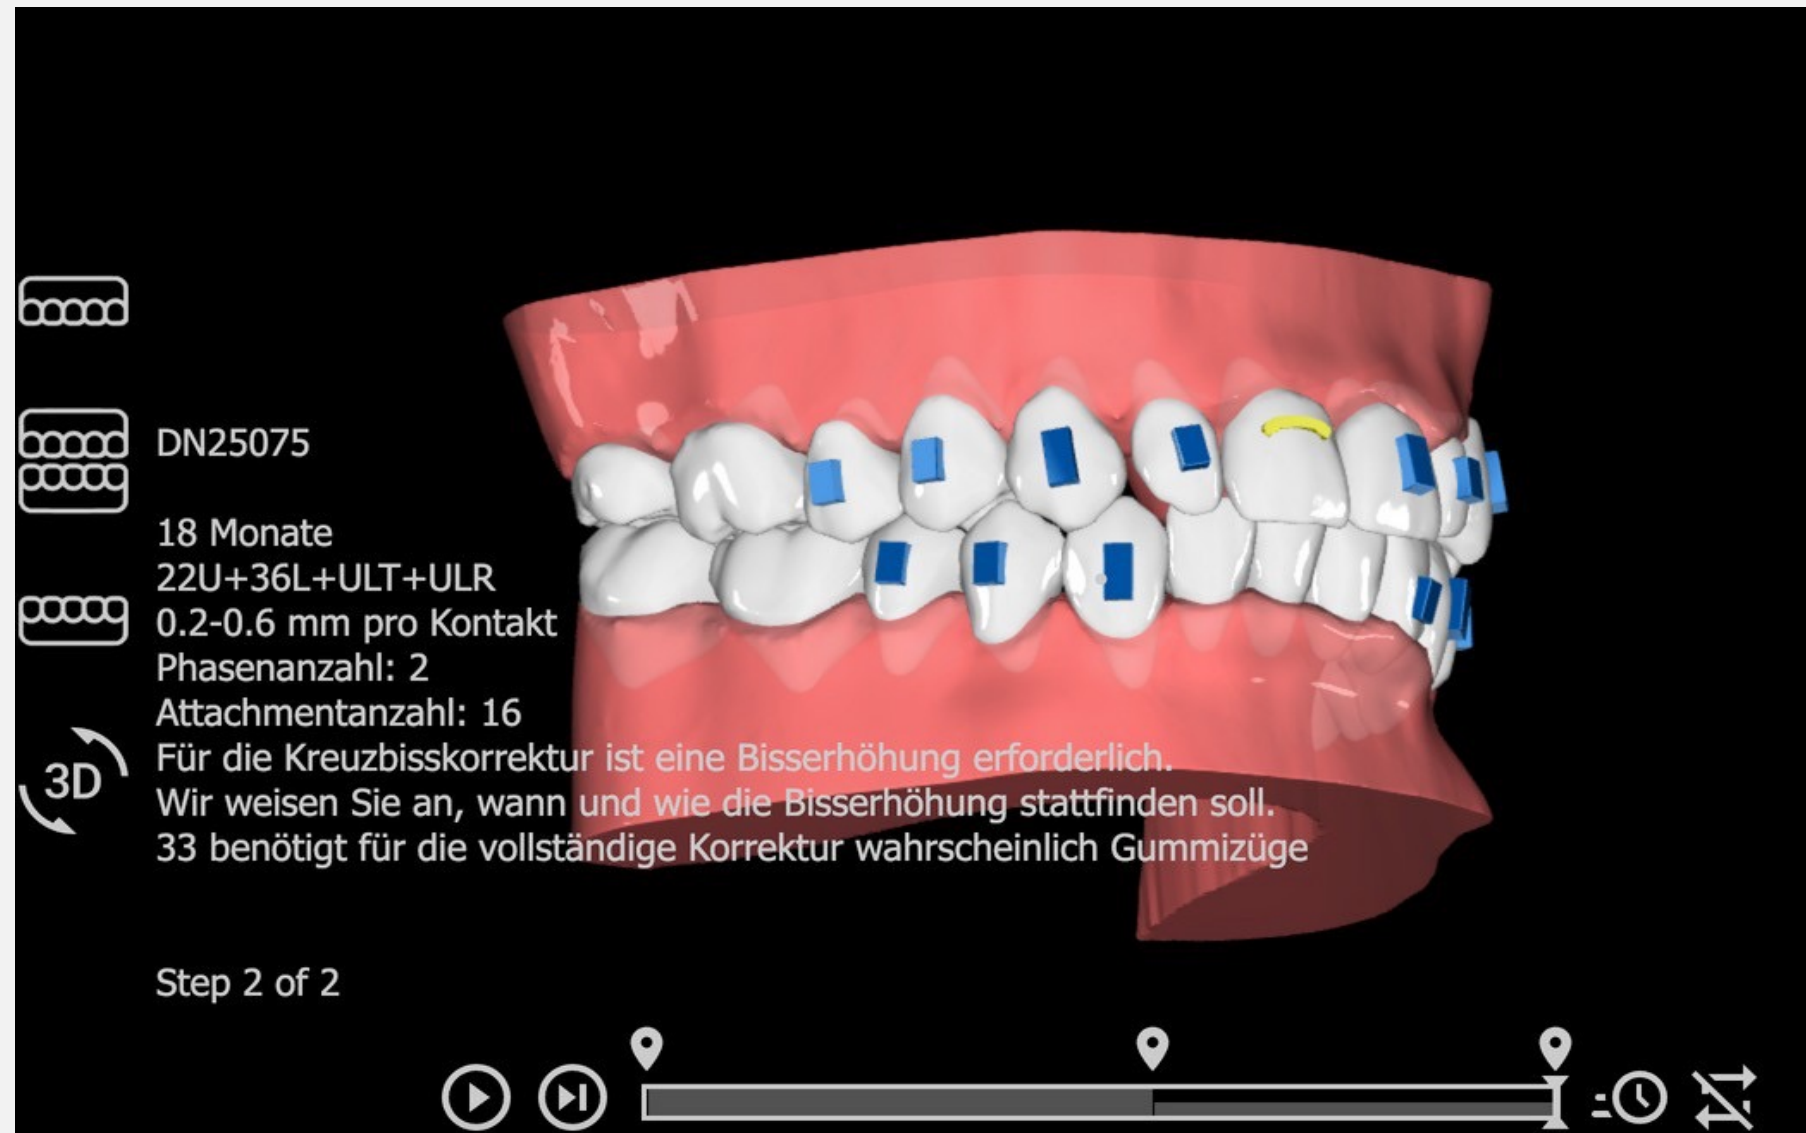 DN25075
18 Monate
22U+36L+ULT+ULR
0.2-0.6 mm pro Kontakt
Phasenanzahl: 2
Attachmentanzahl: 16
Für die Kreuzbisskorrektur ist eine Bisserhöhung erforderlich.
Wir weisen Sie an, wann und wie die Bisserhöhung stattfinden soll.
3D
33 benötigt für die vollständige Korrektur wahrscheinlich Gummizüge
Step 2 of 2